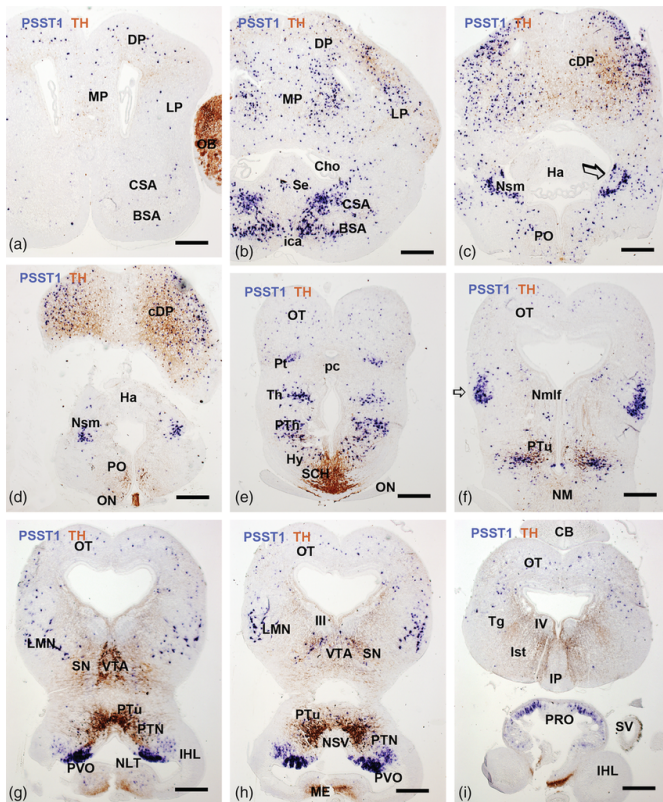 PSST1 TH
DP
MP
LP
OB
CSA
BSA
(a)
PSST1 TH
DP
MP
LP
Cho
Se
CSA
BSA
ica
(b)
PSST1 TH
cDP
Ha
Nsm
PO
(c)
PSST1 TH
cDP
Ha
Nsm
PO
ON
(d)
PSST1 TH
OT
Pt
pc
Th
PTh
Hy
SCH
ON
(e)
PSST1 TH
OT
Nmlf
PTu
NM
(f)
PSST1 TH
OT
LMN
SN VTA
PTu
PTN
IHL
PVO NLT
(g)
PSST1 TH
OT
III
LMN
VTA SN
PTu
NSV PTN
PVO
ME
(h)
PSST1 TH
CB
OT
Tg
IV
Ist
IP
PRO
SV
IHL
(i)